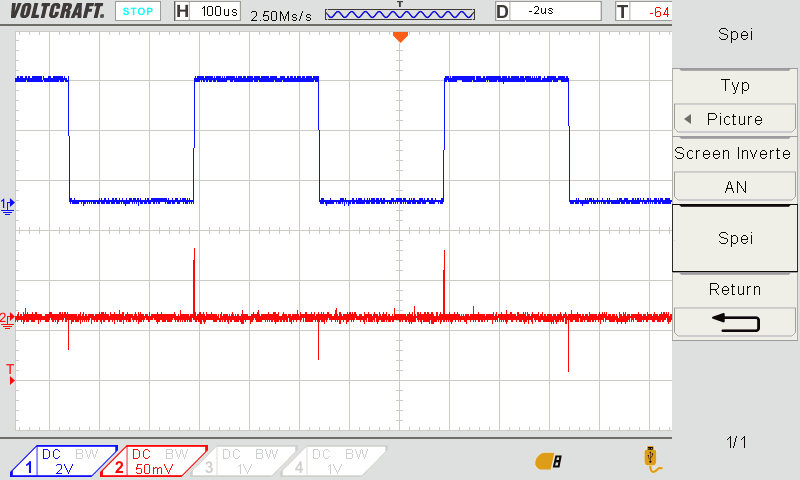 VOLTCRAFT. STOP H 100us 2.50Ms/s T D -2us T -64
Spei
Typ
Picture
Screen Inverte
AN
Spei
Return
1
2
T
1/1
1 DC BW 2V
2 DC BW 50mV
3 DC BW 1V
4 DC BW 1V
B